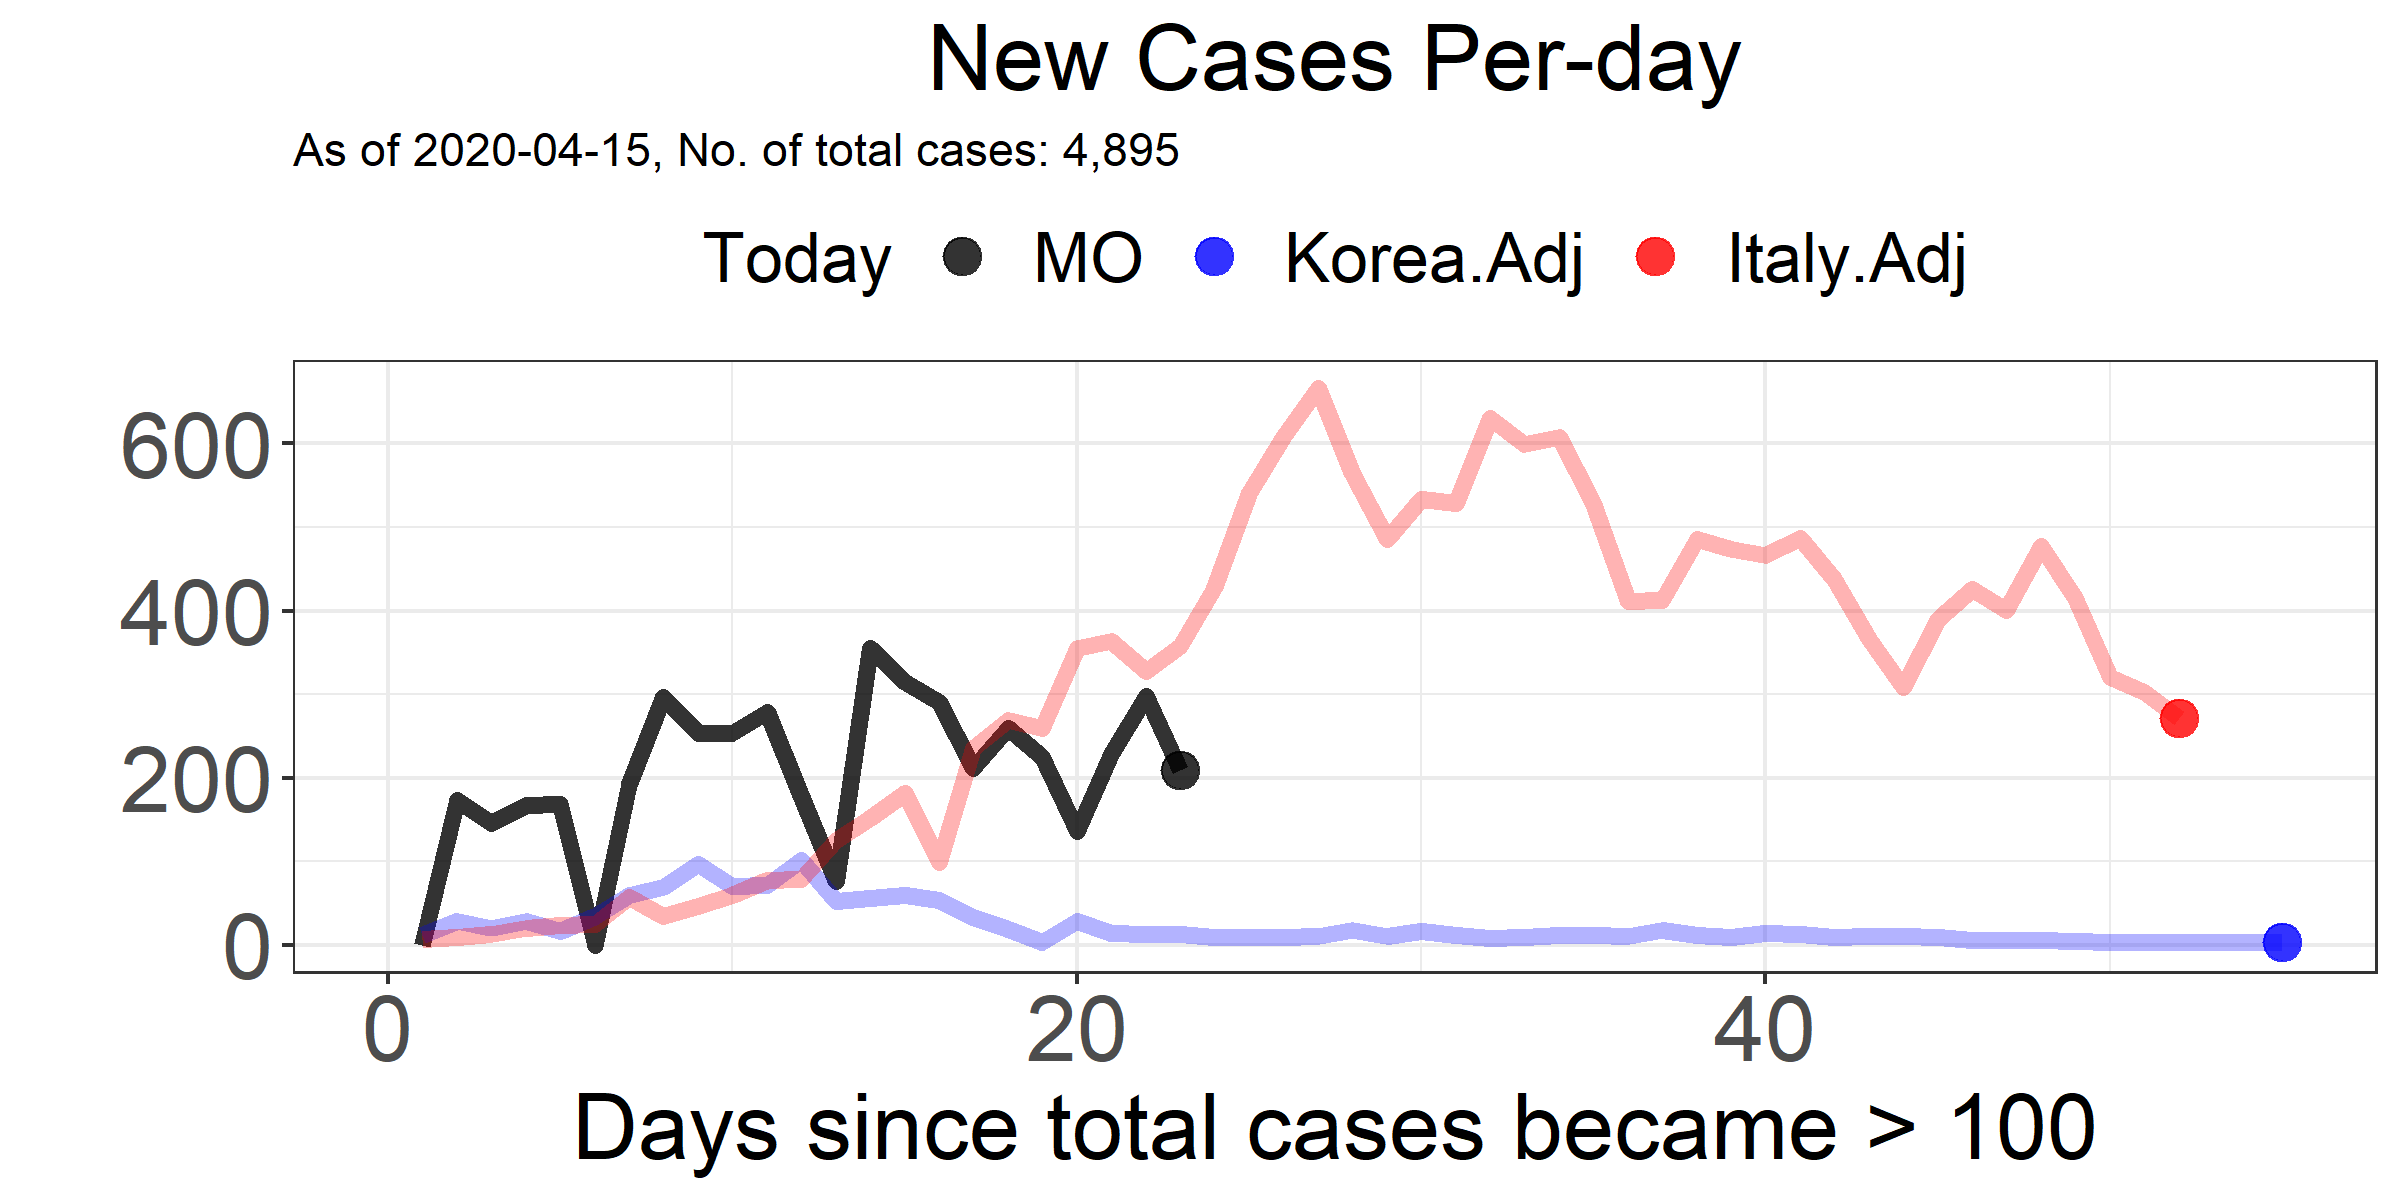 New Cases Per-day
As of 2020-04-15, No. of total cases: 4,895
Today MO Korea.Adj Italy.Adj
600
400
200
0
0 20 40
Days since total cases became > 100